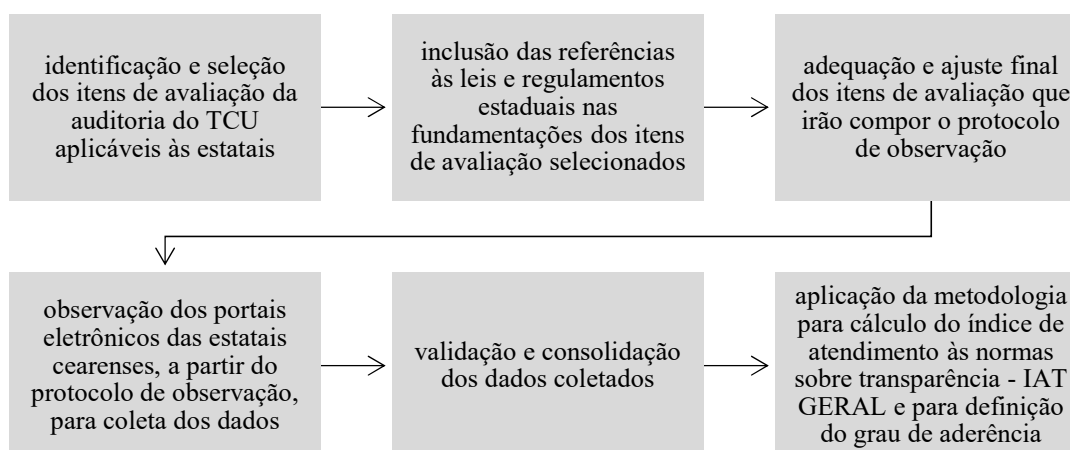 identificação e seleção
dos itens de avaliação da
auditoria do TCU
aplicáveis às estatais
inclusão das referências
às leis e regulamentos
estaduais nas
fundamentações dos itens
de avaliação selecionados
adequação e ajuste final
dos itens de avaliação que
irão compor o protocolo
de observação
observação dos portais
eletrônicos das estatais
cearenses, a partir do
protocolo de observação,
para coleta dos dados
validação e consolidação
dos dados coletados
aplicação da metodologia
para cálculo do índice de
atendimento às normas
sobre transparência - IAT
GERAL e para definição
do grau de aderência